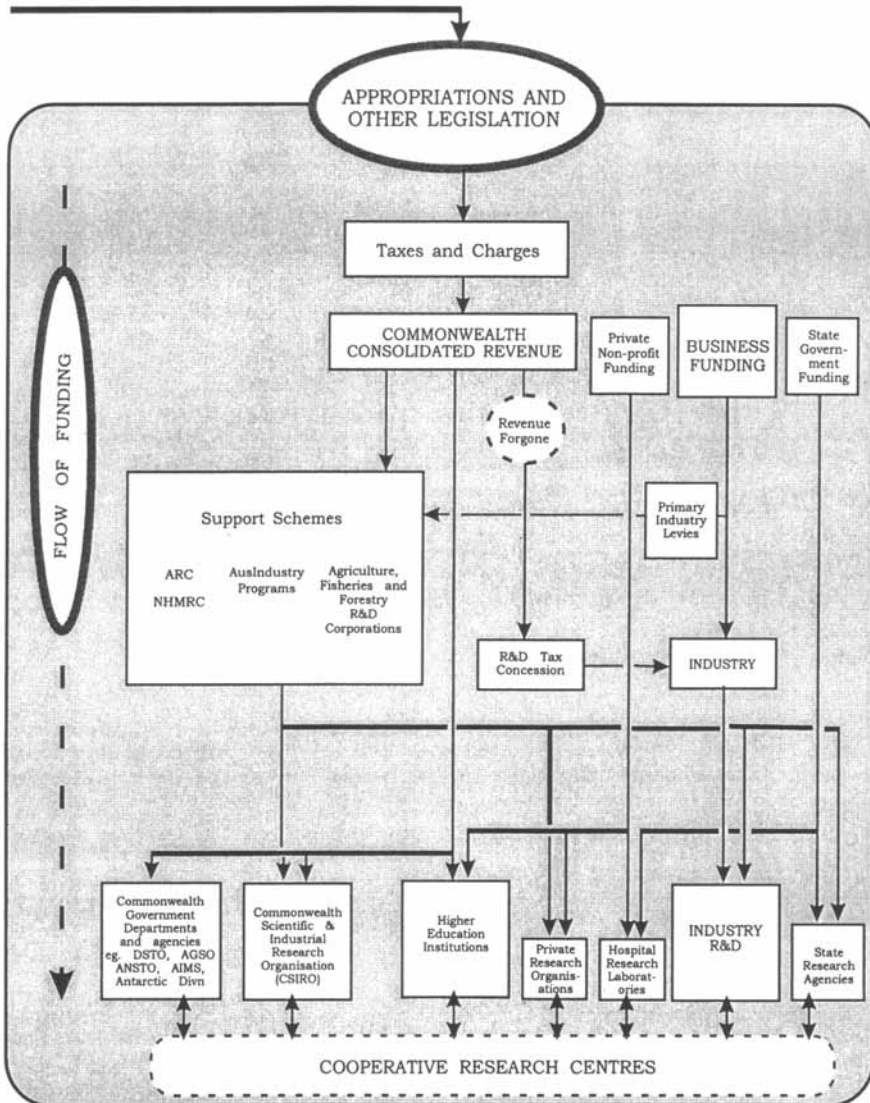 APPROPRIATIONS AND
OTHER LEGISLATION
Taxes and Charges
COMMONWEALTH
CONSOLIDATED REVENUE
Private
Non-profit
Funding
BUSINESS
FUNDING
State
Govern-
ment
Funding
Revenue
Forgone
FLOW OF FUNDING
Support Schemes
ARC
NHMRC
AusIndustry
Programs
Agriculture,
Fisheries and
Forestry
R&D
Corporations
Primary
Industry
Levies
R&D Tax
Concession
INDUSTRY
Commonwealth
Government
Departments
and agencies
eg. DSTO, AGSO
ANSTO, AIMS,
Antarctic Divn
Commonwealth
Scientific &
Industrial
Research
Organisation
(CSIRO)
Higher
Education
Institutions
Private
Research
Organis-
ations
Hospital
Research
Laborat-
ories
INDUSTRY
R&D
State
Research
Agencies
COOPERATIVE RESEARCH CENTRES